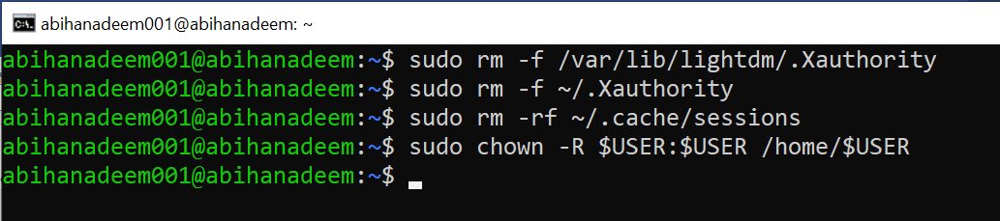 abihanadeem001@abihanadeem: ~
abihanadeem001@abihanadeem:~$ sudo rm -f /var/lib/lightdm/.Xauthority
abihanadeem001@abihanadeem:~$ sudo rm -f ~/.Xauthority
abihanadeem001@abihanadeem:~$ sudo rm -rf ~/.cache/sessions
abihanadeem001@abihanadeem:~$ sudo chown -R $USER:$USER /home/$USER
abihanadeem001@abihanadeem:~$